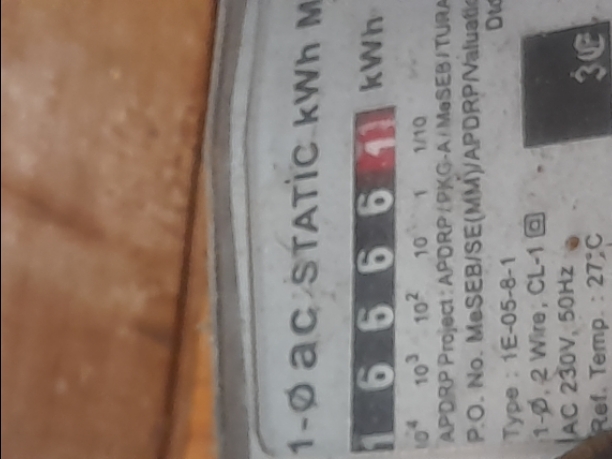 1-Ø ac STATIC kWh M
1 6 6 6 6 1 kWh
10⁴ 10³ 10² 10 1 1/10
APDRP Project: APDRP/PKG-A/MeSEB/TURA
P.O. No. MeSEB/SE(MM)/APDRP/Valuatio
Dtd
Type : 1E-05-8-1
1-Ø, 2 Wire, CL-1
AC 230V, 50Hz
Ref. Temp. : 27°C